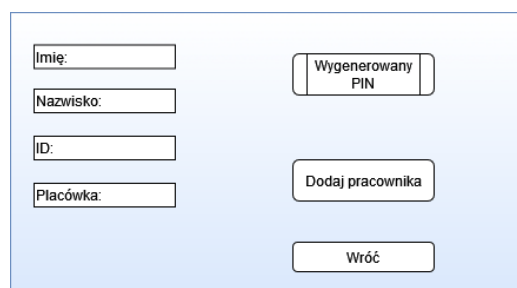 Imię:
Nazwisko:
ID:
Placówka:
Wygenerowany
PIN
Dodaj pracownika
Wróć